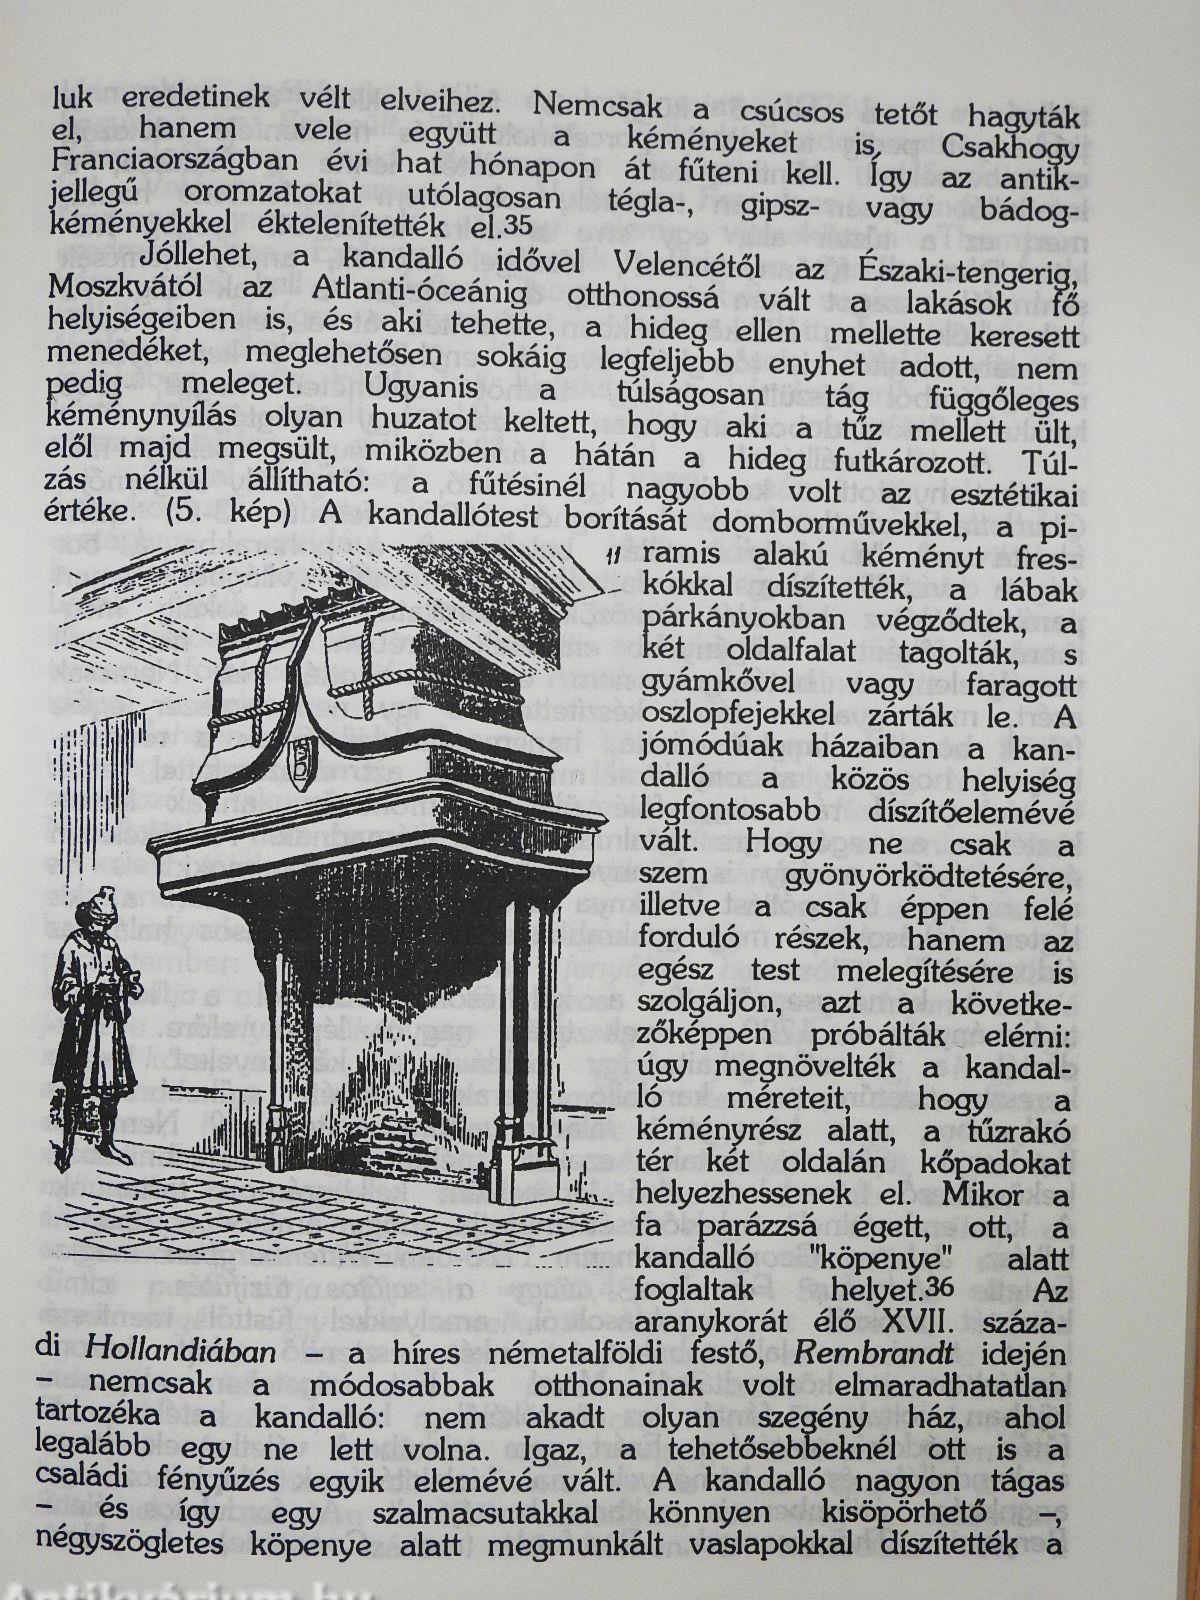 luk eredetinek vélt elveihez. Nemcsak a csúcsos tetőt hagyták
el, hanem vele együtt a kéményeket is. Csakhogy
Franciaországban évi hat hónapon át fűteni kell. Így az antik-
jellegű oromzatokat utólagosan tégla-, gipsz- vagy bádog-
kéményekkel éktelenítették el.35
Jóllehet, a kandalló idővel Velencétől az Északi-tengerig,
Moszkvától az Atlanti-óceánig otthonossá vált a lakások fő
helyiségeiben is, és aki tehette, a hideg ellen mellette keresett
menedéket, meglehetősen sokáig legfeljebb enyhet adott, nem
pedig meleget. Ugyanis a túlságosan tág függőleges
kéménynyílás olyan huzatot keltett, hogy aki a tűz mellett ült,
elől majd megsült, miközben a hátán a hideg futkározott. Túl-
zás nélkül állítható: a fűtésinél nagyobb volt az esztétikai
értéke. (5. kép) A kandallótest borítását domborművekkel, a pi-
ramis alakú kéményt fres-
kókkal díszítették, a lábak
párkányokban végződtek, a
két oldalfalat tagolták, s
gyámkővel vagy faragott
oszlopfejekkel zárták le. A
jómódúak házaiban a kan-
dalló a közös helyiség
legfontosabb díszítőelemévé
vált. Hogy ne csak a
szem gyönyörködtetésére,
illetve a csak éppen felé
forduló részek, hanem az
egész test melegítésére is
szolgáljon, azt a követke-
zőképpen próbálták elérni:
úgy megnövelték a kandal-
ló méreteit, hogy a
kéményrész alatt, a tűzrakó
tér két oldalán kőpadokat
helyezhessenek el. Mikor a
fa parázzsá égett, ott, a
kandalló "köpenye" alatt
foglaltak helyet.36 Az
aranykorát élő XVII. száza-
di Hollandiában – a híres németalföldi festő, Rembrandt idején
– nemcsak a módosabbak otthonainak volt elmaradhatatlan
tartozéka a kandalló: nem akadt olyan szegény ház, ahol
legalább egy ne lett volna. Igaz, a tehetősebbeknél ott is a
családi fényűzés egyik elemévé vált. A kandalló nagyon tágas
– és így egy szalmacsutakkal könnyen kisöpörhető –,
négyszögletes köpenye alatt megmunkált vaslapokkal díszítették a